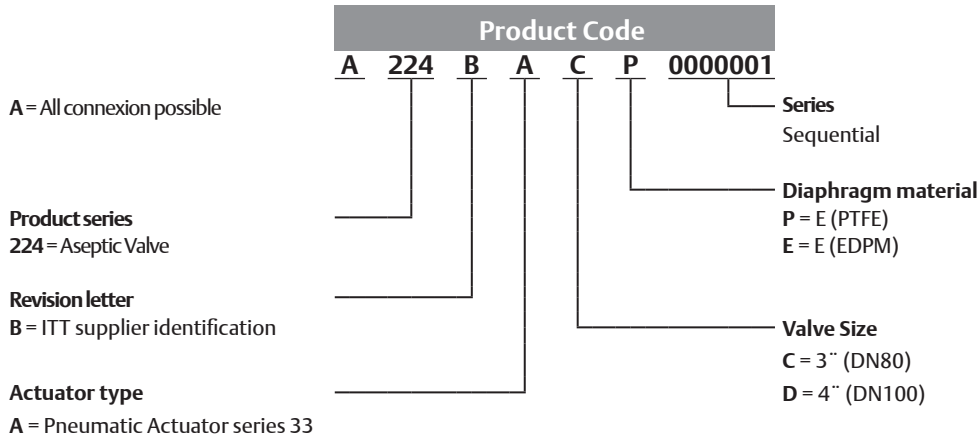 Product Code
A 224 B A C P 0000001
A = All connexion possible
Product series
224 = Aseptic Valve
Revision letter
B = ITT supplier identification
Actuator type
A = Pneumatic Actuator series 33
Series
Sequential
Diaphragm material
P = E (PTFE)
E = E (EDPM)
Valve Size
C = 3¨ (DN80)
D = 4¨ (DN100)